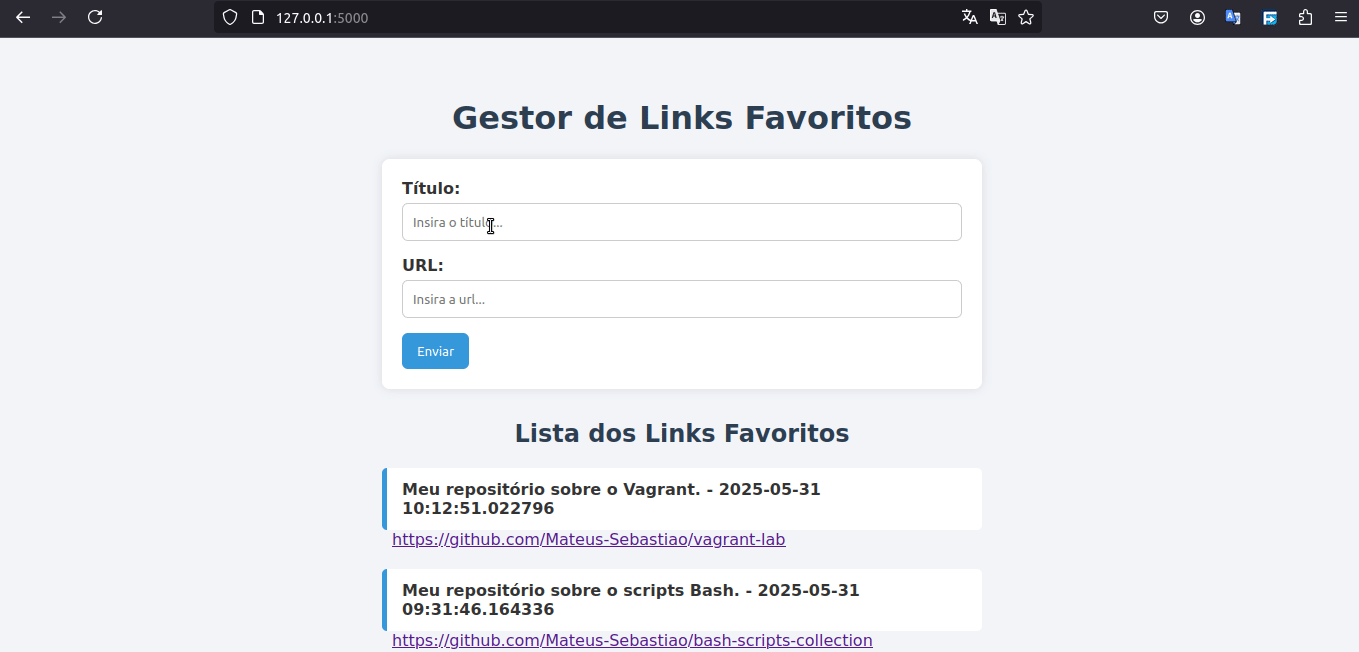 127.0.0.1:5000
Gestor de Links Favoritos
Título:
Insira o título...
URL:
Insira a url...
Enviar
Lista dos Links Favoritos
Meu repositório sobre o Vagrant. - 2025-05-31
10:12:51.022796
https://github.com/Mateus-Sebastiao/vagrant-lab
Meu repositório sobre o scripts Bash. - 2025-05-31
09:31:46.164336
https://github.com/Mateus-Sebastiao/bash-scripts-collection